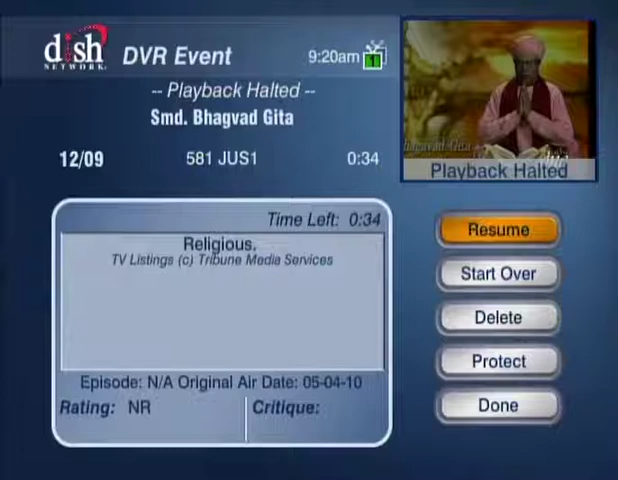 dish
NETWORK
DVR Event
9:20am
1
-- Playback Halted --
Smd. Bhagvad Gita
12/09 581 JUS1 0:34
Playback Halted
Time Left: 0:34
Religious.
TV Listings (c) Tribune Media Services
Episode: N/A Original Air Date: 05-04-10
Rating: NR Critique:
Resume
Start Over
Delete
Protect
Done